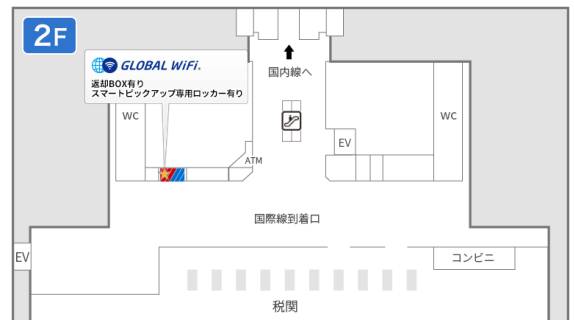 2F
GLOBAL WiFi.
返却BOX有り
スマートピックアップ専用ロッカー有り
国内線へ
WC
WC
EV
ATM
国際線到着口
EV
コンビニ
税関